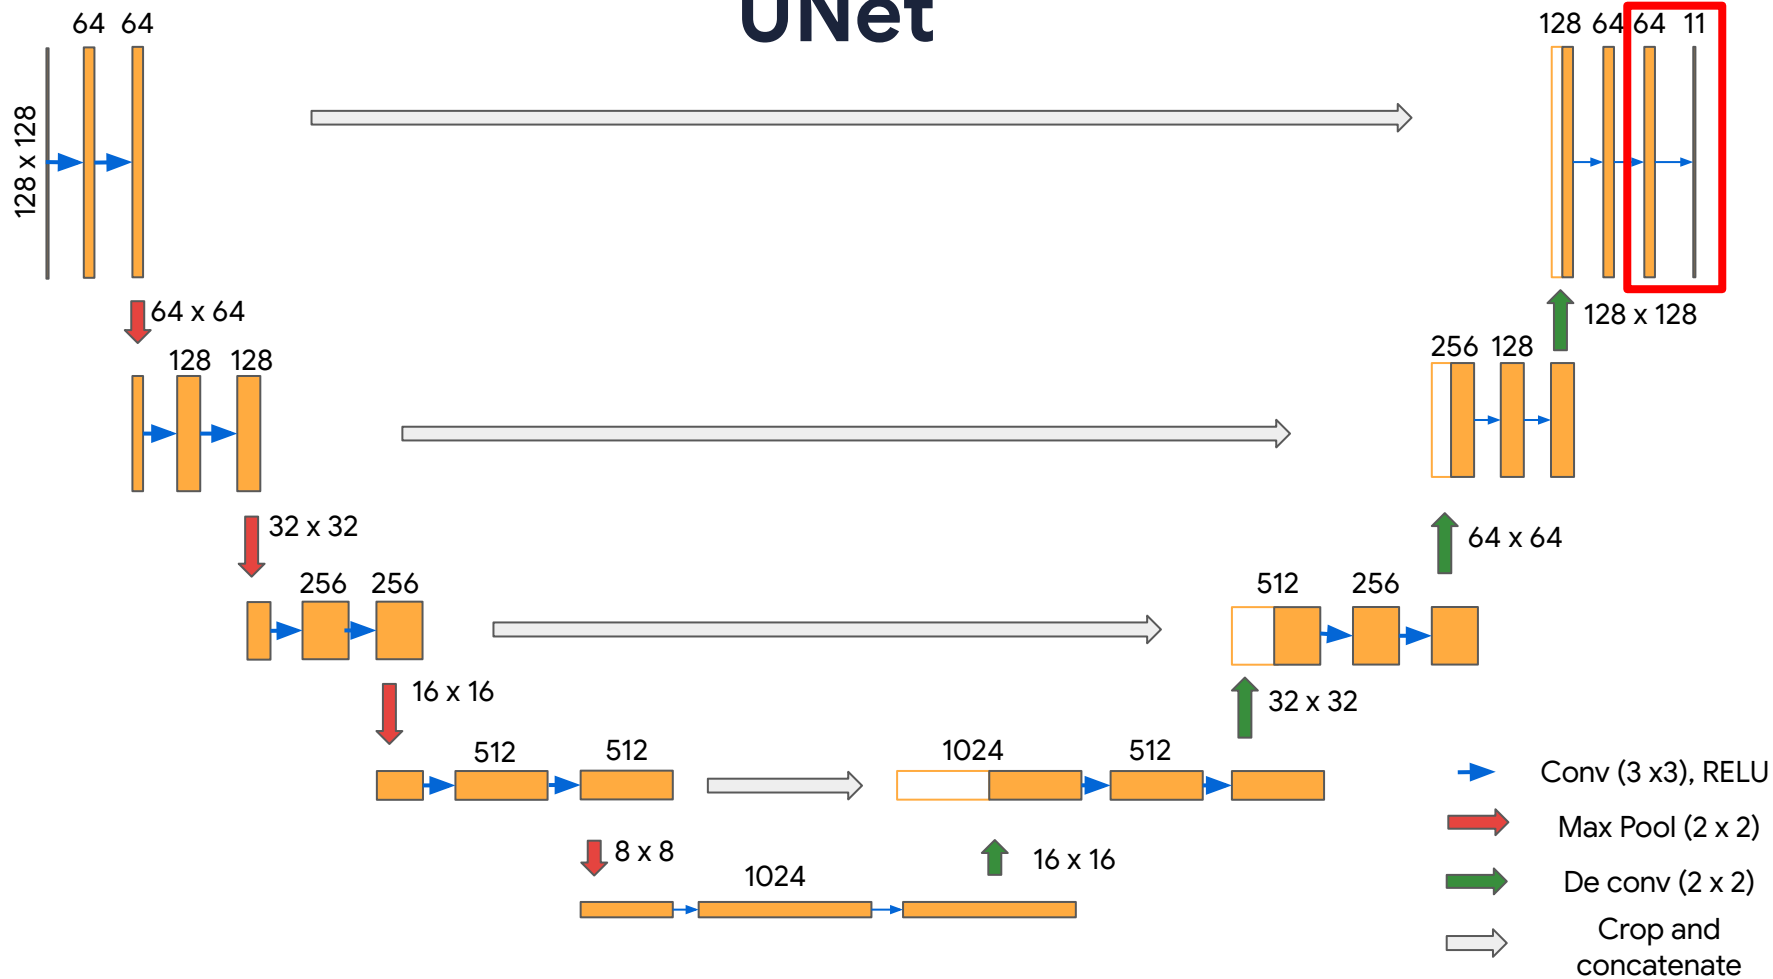 UNet
64 64
128 64 64 11
128 x 128
64 x 64
128 x 128
128 128
256 128
32 x 32
64 x 64
256 256
512 256
16 x 16
32 x 32
512 512
1024 512
8 x 8
16 x 16
1024
Conv (3 x3), RELU
Max Pool (2 x 2)
De conv (2 x 2)
Crop and
concatenate